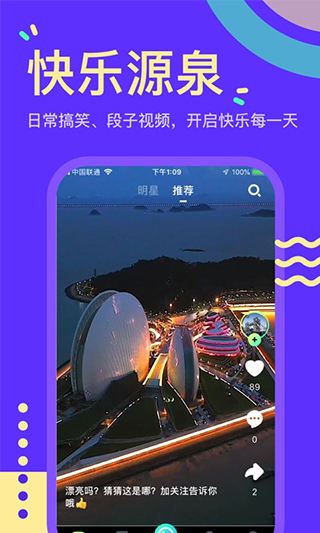 快乐源泉
日常搞笑、段子视频，开启快乐每一天
中国联通
下午1:09
100%
明星
推荐
89
0
2
漂亮吗？猜猜这是哪？加关注告诉你
哦👍